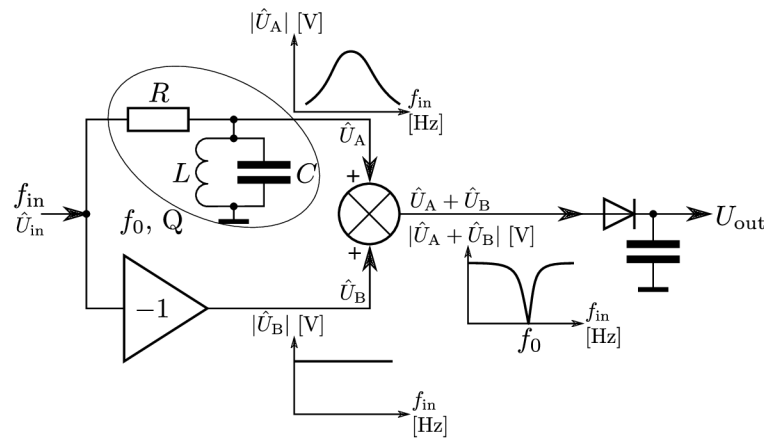 |Û_A| [V]
f_in
[Hz]
R
Û_A
L
C
+
f_in
Û_in
f_0, Q
Û_A + Û_B
U_out
|Û_A + Û_B| [V]
+
−1
Û_B
f_in
[Hz]
f_0
|Û_B| [V]
f_in
[Hz]